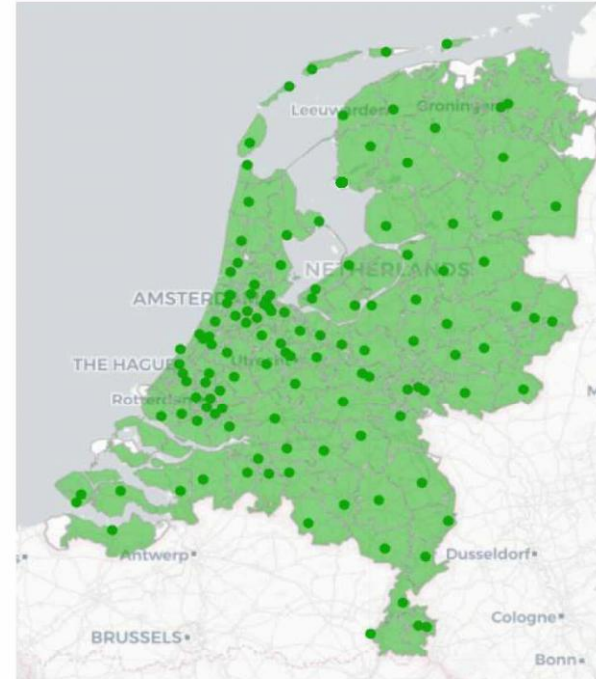 Leeuwarden
Groningen
NETHERLANDS
AMSTERDAM
THE HAGUE
Utrecht
Rotterdam
Antwerp
Dusseldorf
BRUSSELS
Cologne
Bonn